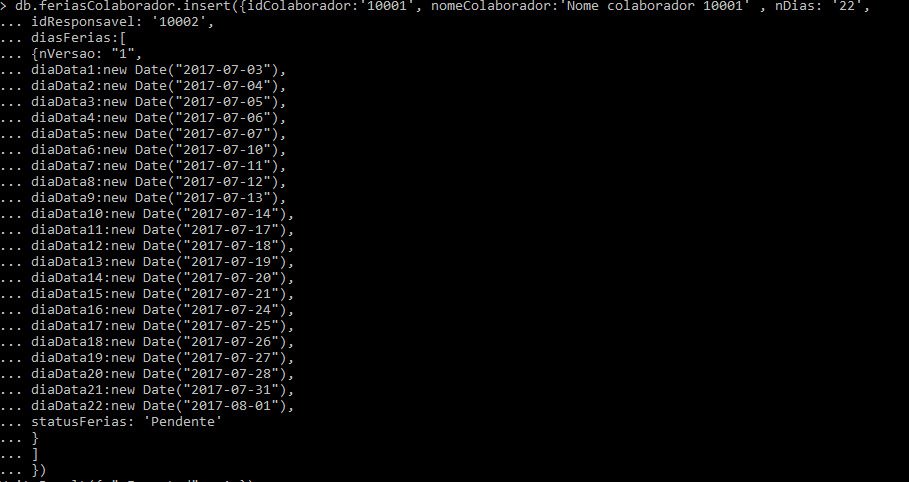 > db.feriasColaborador.insert({idColaborador:'10001', nomeColaborador:'Nome colaborador 10001' , nDias: '22',
... idResponsavel: '10002',
... diasFerias:[
... {nVersao: "1",
... diaData1:new Date("2017-07-03"),
... diaData2:new Date("2017-07-04"),
... diaData3:new Date("2017-07-05"),
... diaData4:new Date("2017-07-06"),
... diaData5:new Date("2017-07-07"),
... diaData6:new Date("2017-07-10"),
... diaData7:new Date("2017-07-11"),
... diaData8:new Date("2017-07-12"),
... diaData9:new Date("2017-07-13"),
... diaData10:new Date("2017-07-14"),
... diaData11:new Date("2017-07-17"),
... diaData12:new Date("2017-07-18"),
... diaData13:new Date("2017-07-19"),
... diaData14:new Date("2017-07-20"),
... diaData15:new Date("2017-07-21"),
... diaData16:new Date("2017-07-24"),
... diaData17:new Date("2017-07-25"),
... diaData18:new Date("2017-07-26"),
... diaData19:new Date("2017-07-27"),
... diaData20:new Date("2017-07-28"),
... diaData21:new Date("2017-07-31"),
... diaData22:new Date("2017-08-01"),
... statusFerias: 'Pendente'
... }
... ]
... })